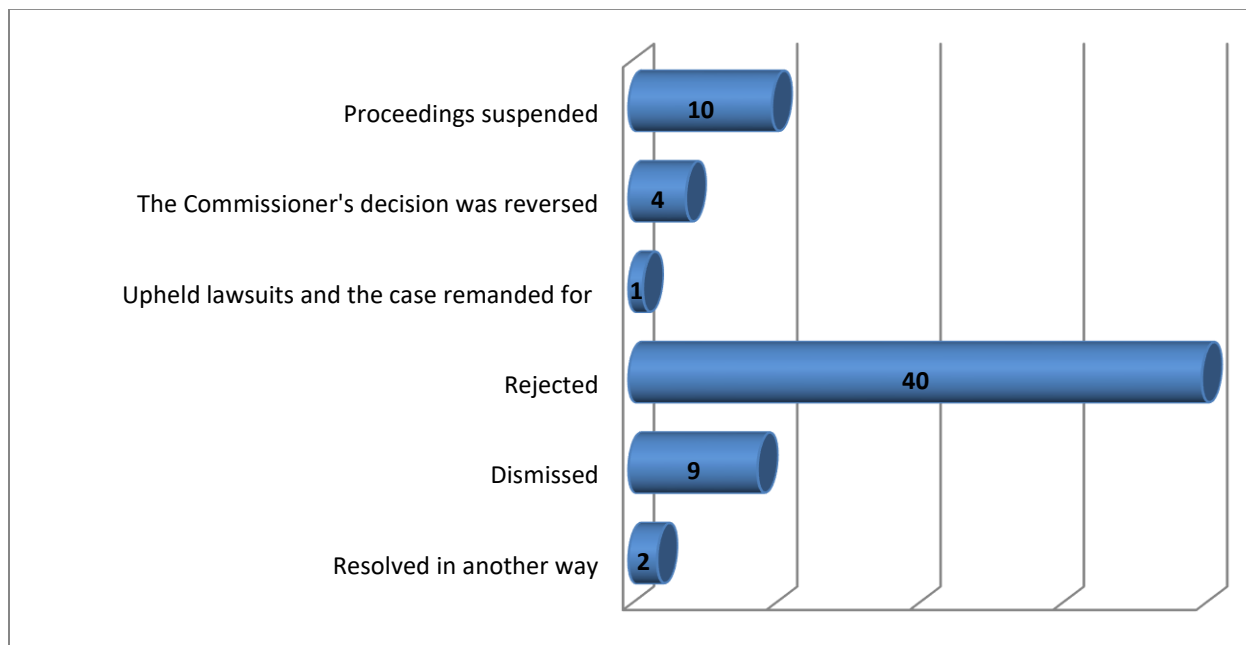 Proceedings suspended
10
The Commissioner's decision was reversed
4
Upheld lawsuits and the case remanded for
1
Rejected
40
Dismissed
9
Resolved in another way
2